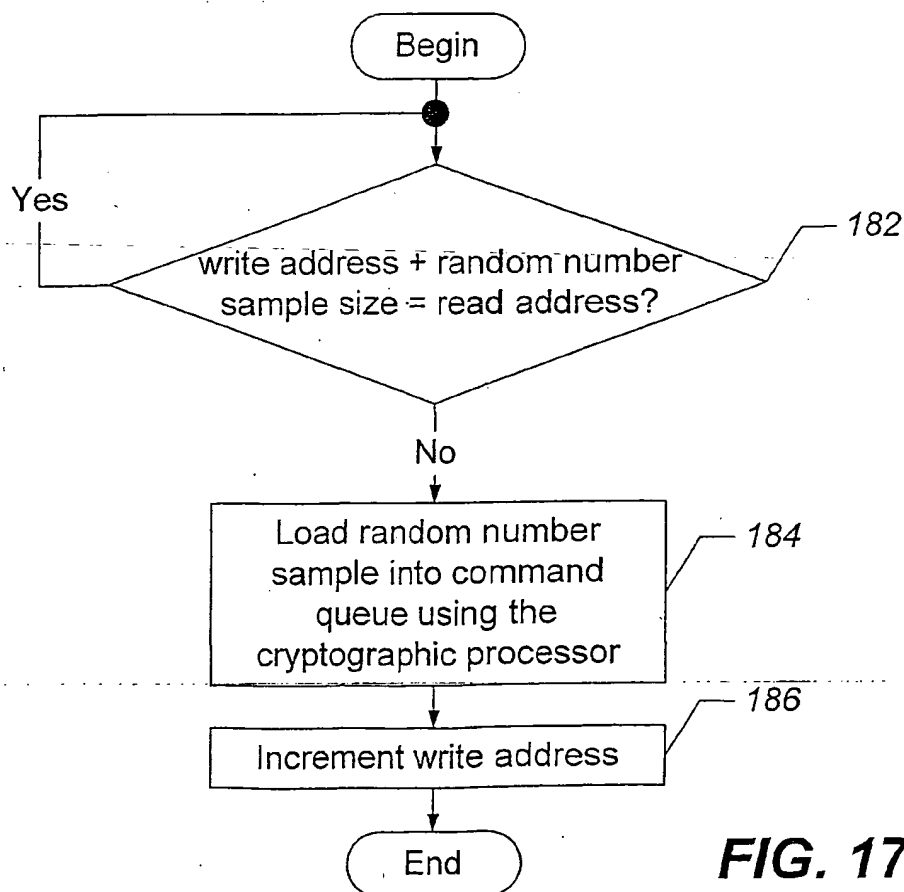 Begin
Yes
write address + random number
sample size = read address?
182
No
Load random number
sample into command
queue using the
cryptographic processor
184
186
Increment write address
End
FIG. 17